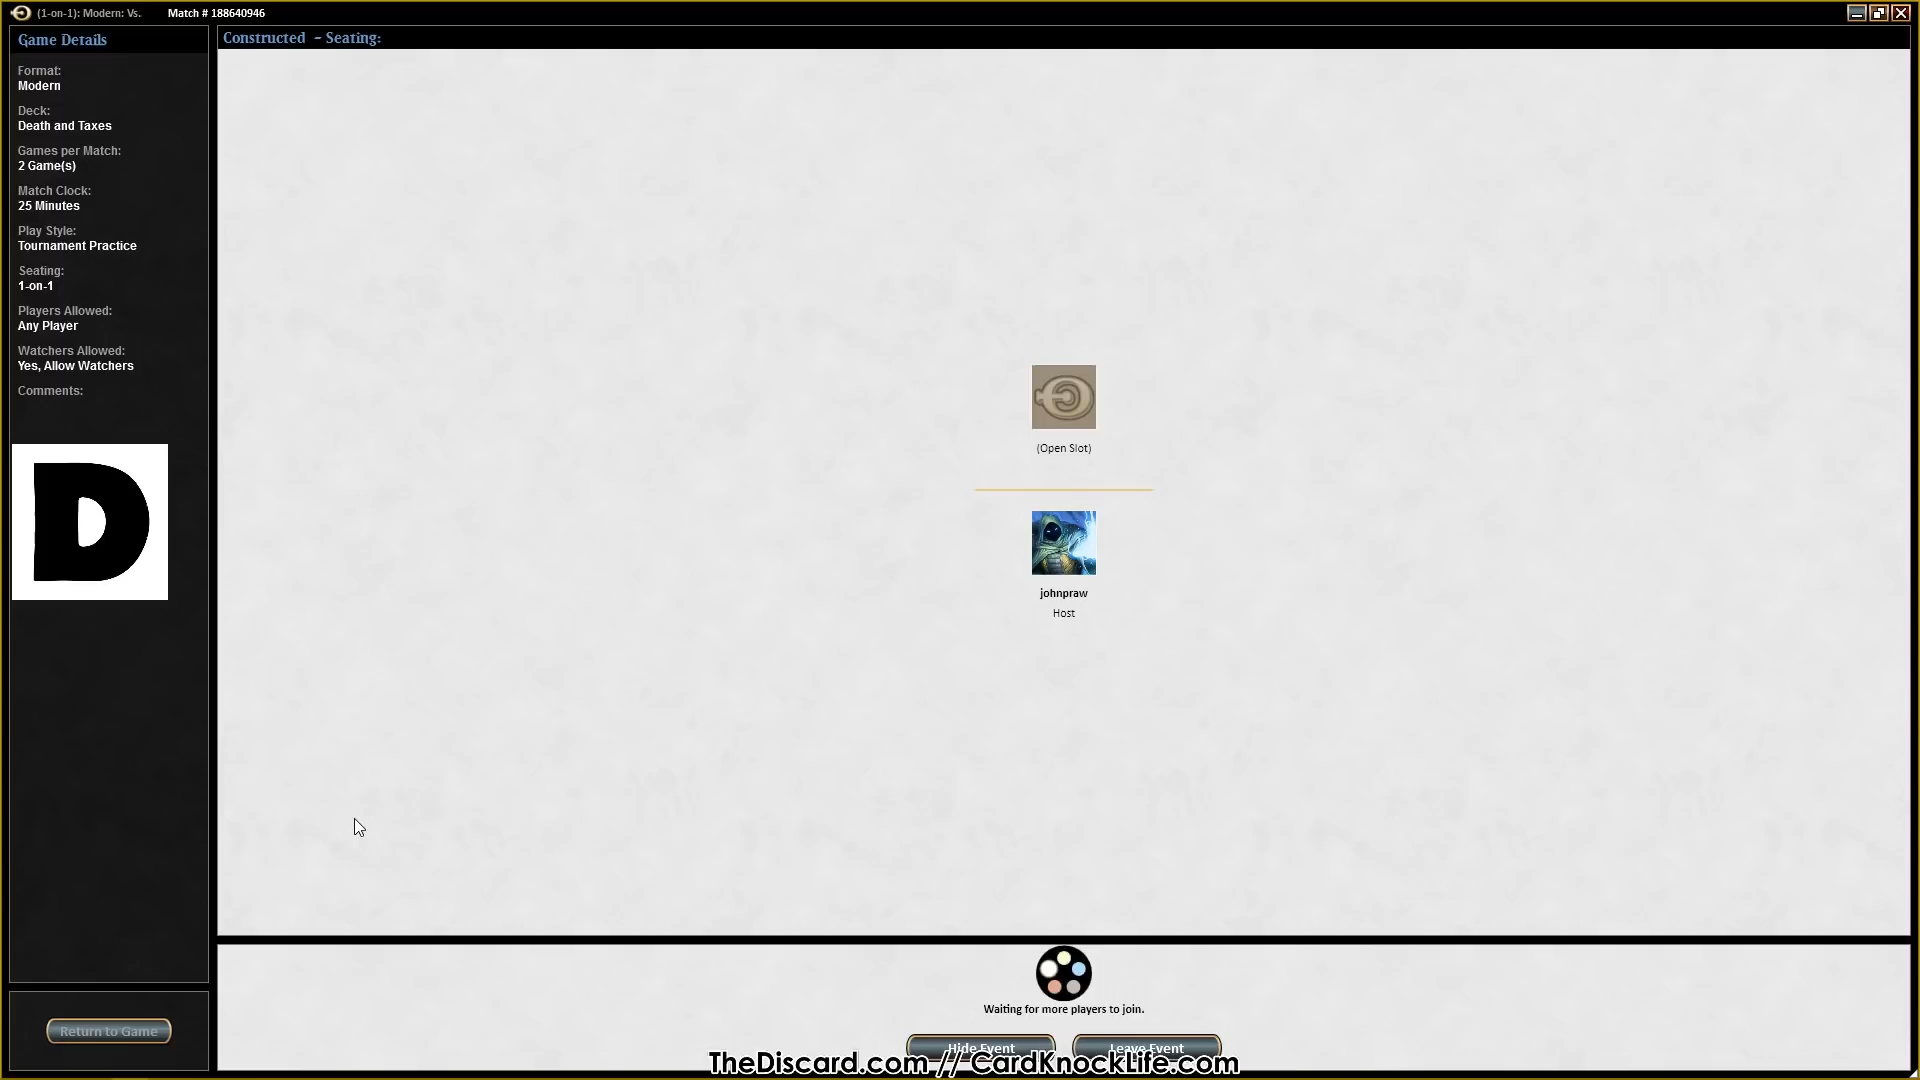 (1-on-1): Modern: Vs. Match # 188640946
Game Details
Format:
Modern
Deck:
Death and Taxes
Games per Match:
2 Game(s)
Match Clock:
25 Minutes
Play Style:
Tournament Practice
Seating:
1-on-1
Players Allowed:
Any Player
Watchers Allowed:
Yes, Allow Watchers
Comments:
D
Return to Game
Constructed - Seating:
(Open Slot)
johnpraw
Host
Waiting for more players to join.
Hide Event Leave Event
TheDiscard.com // CardKnockLife.com